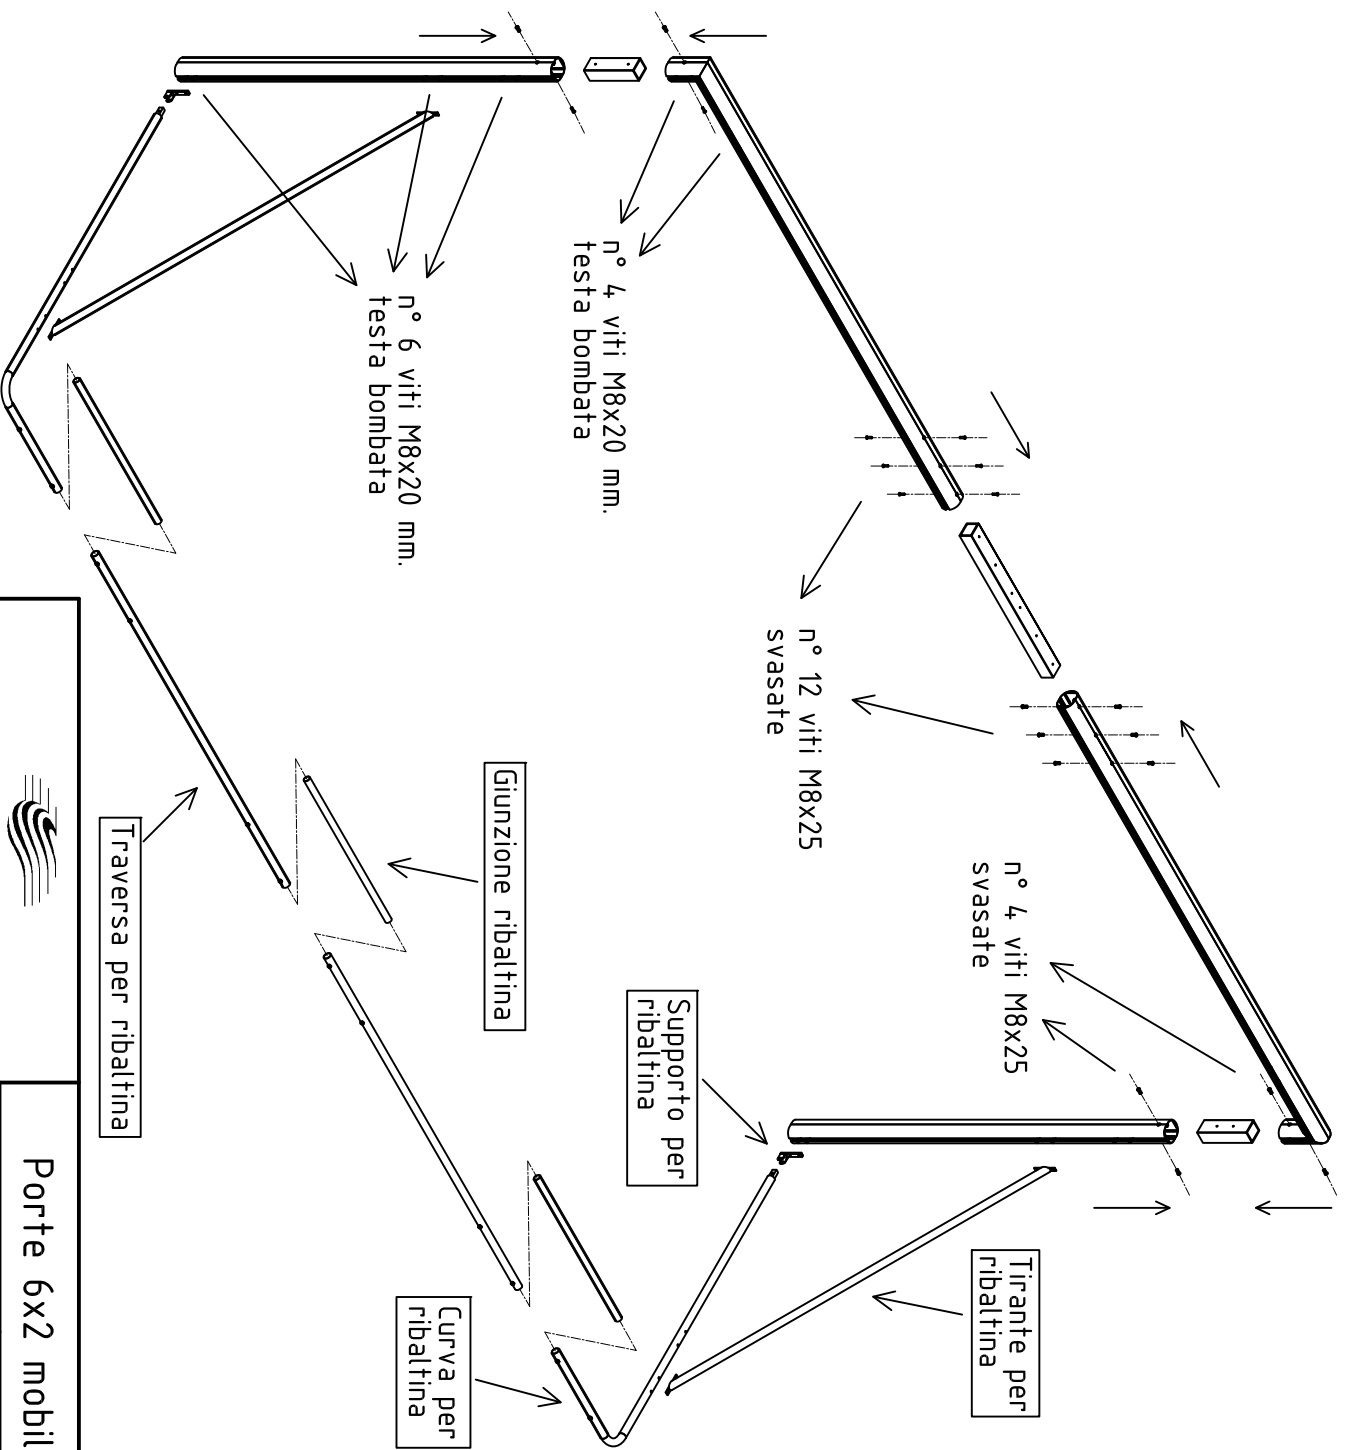 n° 4 viti M8x25
svasate
n° 12 viti M8x25
svasate
n° 4 viti M8x20 mm.
testa bombata
n° 6 viti M8x20 mm.
testa bombata
Tirante per
ribaltina
Supporto per
ribaltina
Giunzione ribaltina
Curva per
ribaltina
Traversa per ribaltina
Porte 6x2 mobil